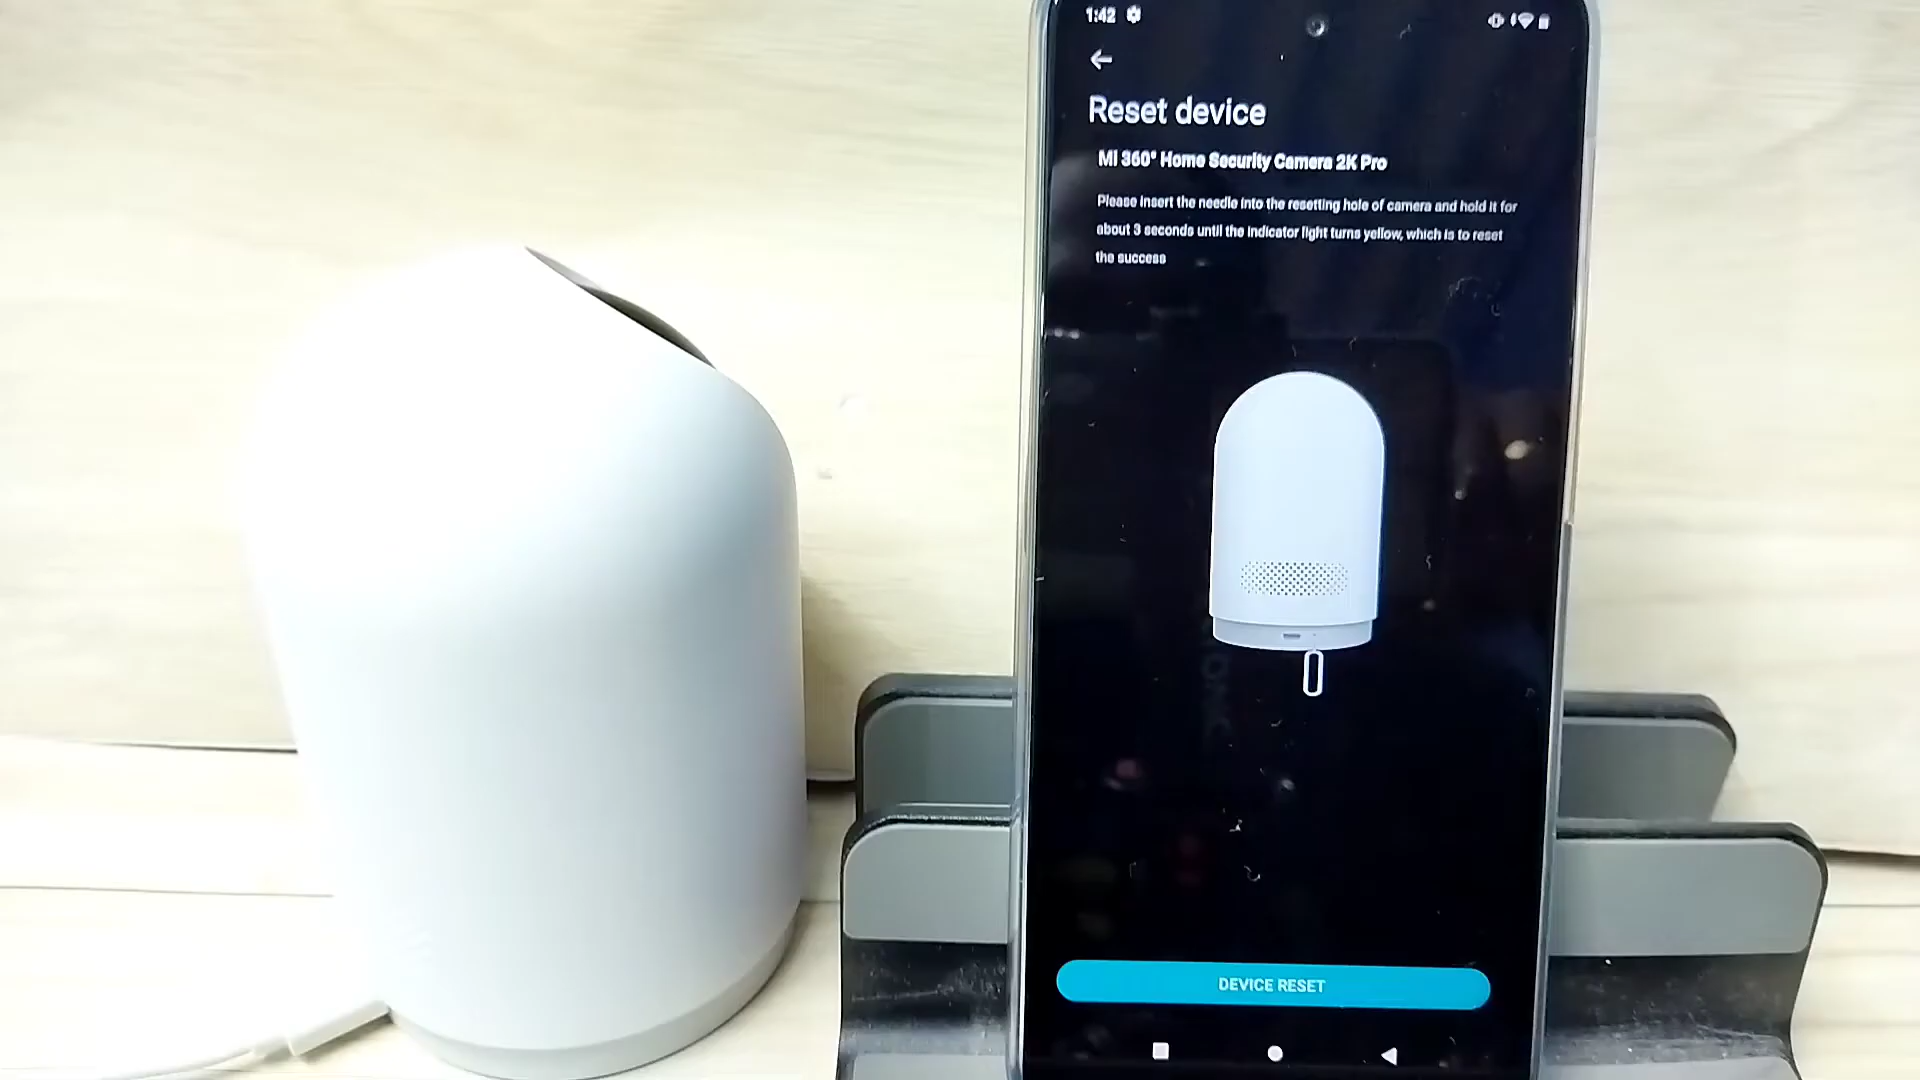 1:42
Reset device
MI 360° Home Security Camera 2K Pro
Please insert the needle into the resetting hole of camera and hold it for
about 3 seconds until the indicator light turns yellow, which is to reset
the success
DEVICE RESET